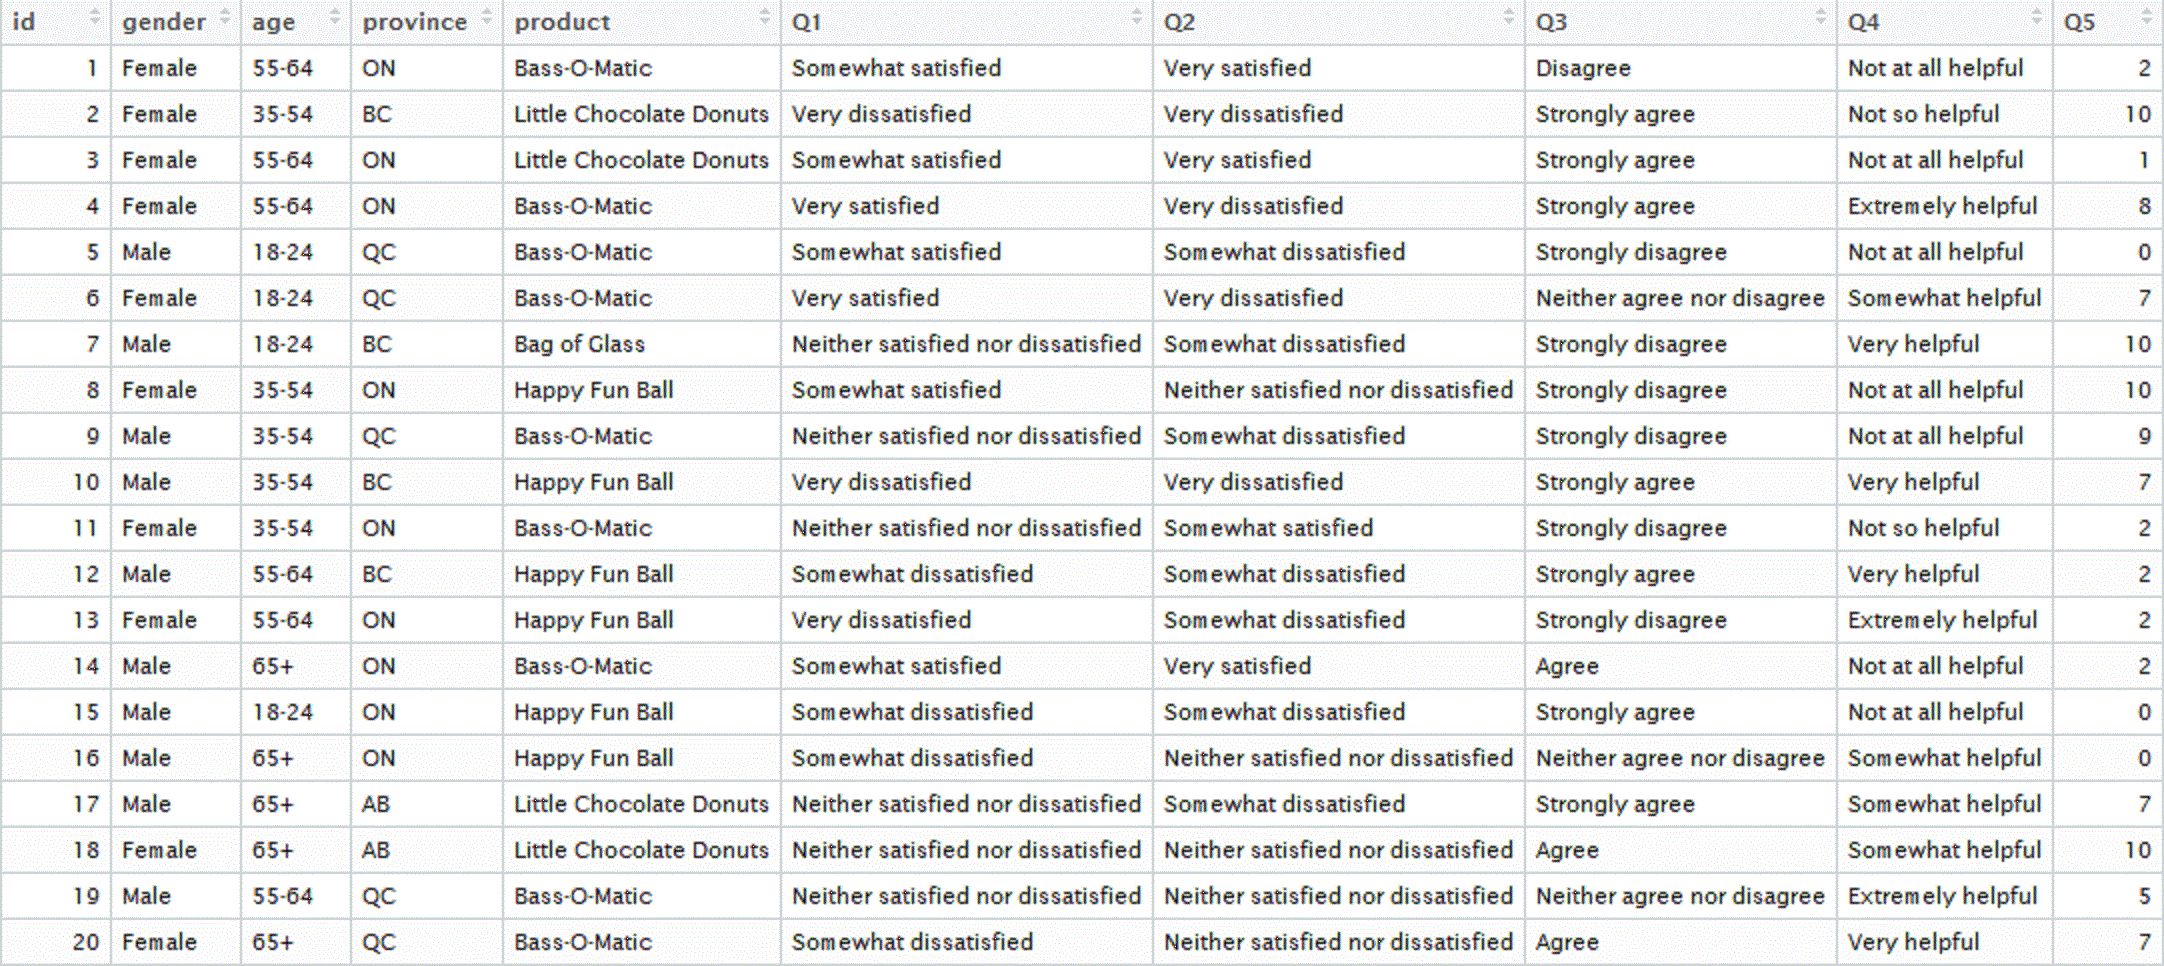 id gender age province product Q1 Q2 Q3 Q4 Q5
1 Female 55-64 ON Bass-O-Matic Somewhat satisfied Very satisfied Disagree Not at all helpful 2
2 Female 35-54 BC Little Chocolate Donuts Very dissatisfied Very dissatisfied Strongly agree Not so helpful 10
3 Female 55-64 ON Little Chocolate Donuts Somewhat satisfied Very satisfied Strongly agree Not at all helpful 1
4 Female 55-64 ON Bass-O-Matic Very satisfied Very dissatisfied Strongly agree Extremely helpful 8
5 Male 18-24 QC Bass-O-Matic Somewhat satisfied Somewhat dissatisfied Strongly disagree Not at all helpful 0
6 Female 18-24 QC Bass-O-Matic Very satisfied Very dissatisfied Neither agree nor disagree Somewhat helpful 7
7 Male 18-24 BC Bag of Glass Neither satisfied nor dissatisfied Somewhat dissatisfied Strongly disagree Very helpful 10
8 Female 35-54 ON Happy Fun Ball Somewhat satisfied Neither satisfied nor dissatisfied Strongly disagree Not at all helpful 10
9 Male 35-54 QC Bass-O-Matic Neither satisfied nor dissatisfied Somewhat dissatisfied Strongly disagree Not at all helpful 9
10 Male 35-54 BC Happy Fun Ball Very dissatisfied Very dissatisfied Strongly agree Very helpful 7
11 Female 35-54 ON Bass-O-Matic Neither satisfied nor dissatisfied Somewhat satisfied Strongly disagree Not so helpful 2
12 Male 55-64 BC Happy Fun Ball Somewhat dissatisfied Somewhat dissatisfied Strongly agree Very helpful 2
13 Female 55-64 ON Happy Fun Ball Very dissatisfied Somewhat dissatisfied Strongly disagree Extremely helpful 2
14 Male 65+ ON Bass-O-Matic Somewhat satisfied Very satisfied Agree Not at all helpful 2
15 Male 18-24 ON Happy Fun Ball Somewhat dissatisfied Somewhat dissatisfied Strongly agree Not at all helpful 0
16 Male 65+ ON Happy Fun Ball Somewhat dissatisfied Neither satisfied nor dissatisfied Neither agree nor disagree Somewhat helpful 0
17 Male 65+ AB Little Chocolate Donuts Neither satisfied nor dissatisfied Somewhat dissatisfied Strongly agree Somewhat helpful 7
18 Female 65+ AB Little Chocolate Donuts Neither satisfied nor dissatisfied Neither satisfied nor dissatisfied Agree Somewhat helpful 10
19 Male 55-64 QC Bass-O-Matic Neither satisfied nor dissatisfied Neither satisfied nor dissatisfied Neither agree nor disagree Extremely helpful 5
20 Female 65+ QC Bass-O-Matic Somewhat dissatisfied Neither satisfied nor dissatisfied Agree Very helpful 7